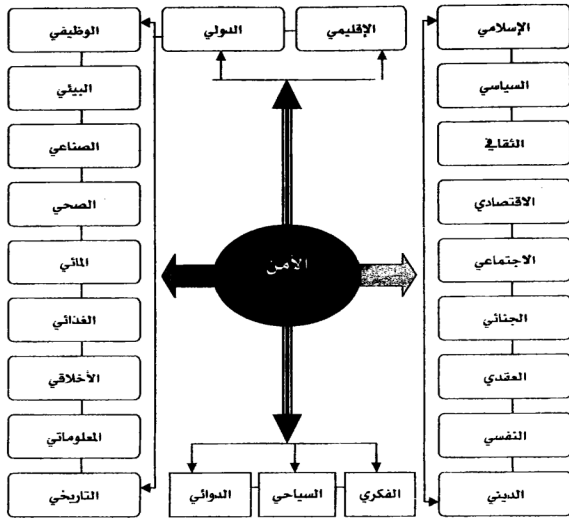 الإسلامي
السياسي
الثقافي
الاقتصادي
الاجتماعي
الجنائي
العقدي
النفسي
الديني
الإقليمي
الدولي
الأمن
الفكري
السياحي
الدوائي
الوظيفي
البيئي
الصناعي
الصحي
المائي
الغذائي
الأخلاقي
المعلوماتي
التاريخي